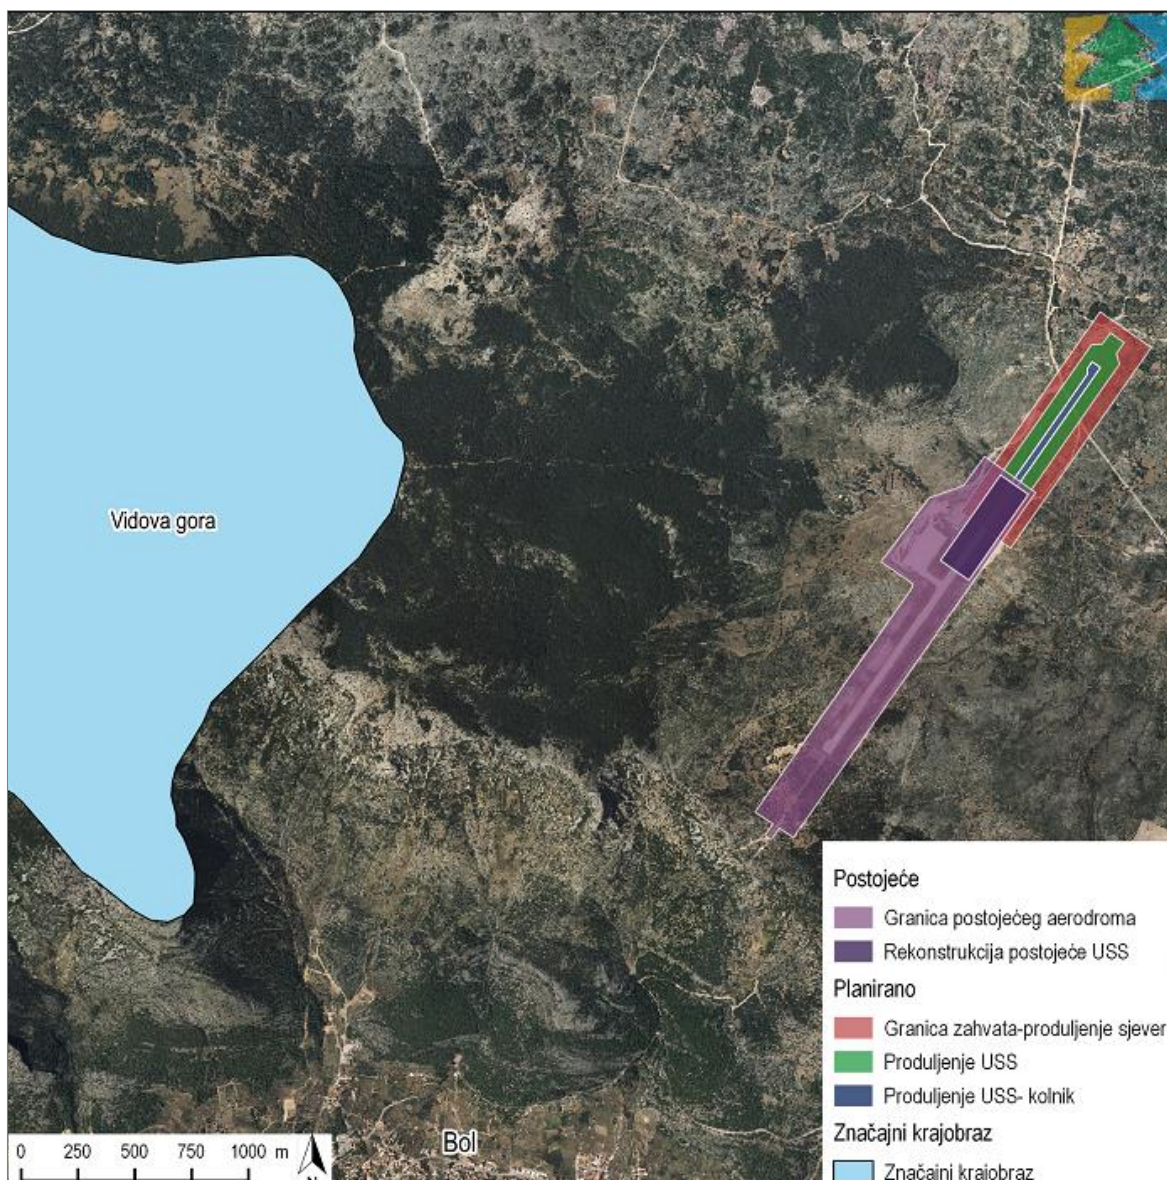 Vidova gora
Postojeće
Granica postojećeg aerodroma
Rekonstrukcija postojeće USS
Planirano
Granica zahvata-produljenje sjever
Produljenje USS
Produljenje USS- kolnik
Značajni krajobraz
Značajni krajobraz
Bol
0 250 500 750 1000 m
N